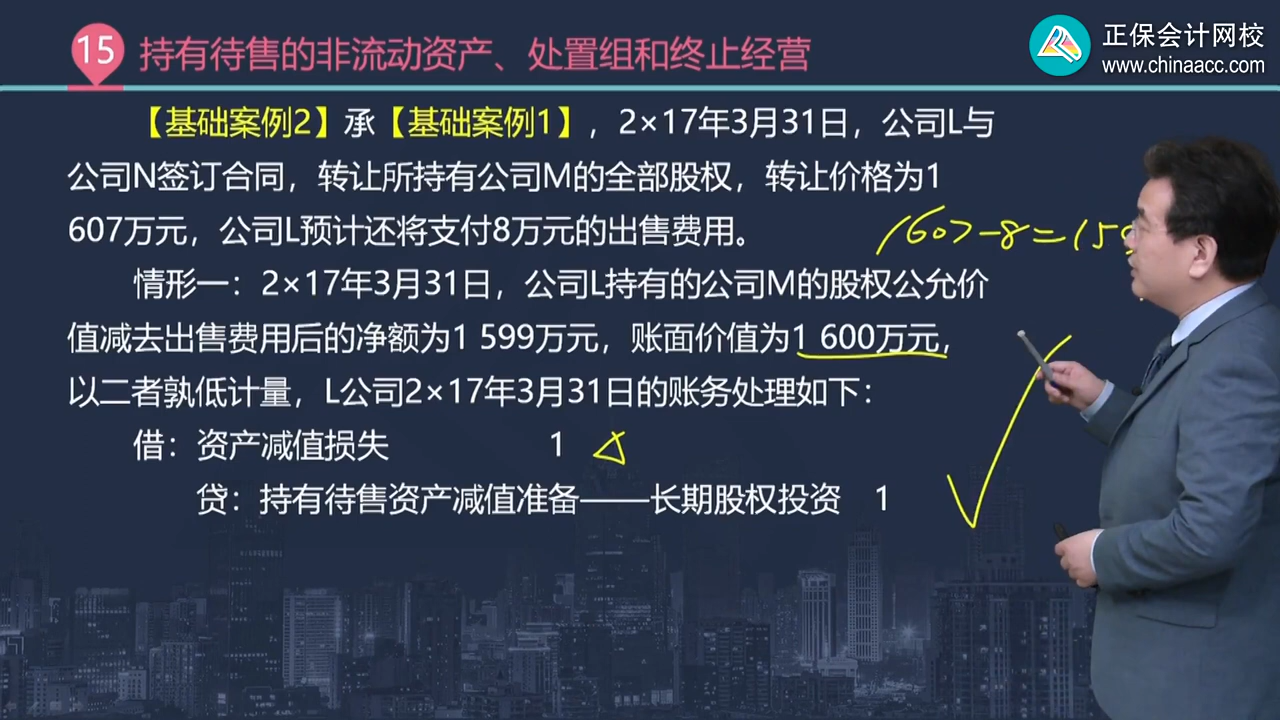 15 持有待售的非流动资产、处置组和终止经营
正保会计网校
www.chinaacc.com
【基础案例2】承【基础案例1】，2×17年3月31日，公司L与
公司N签订合同，转让所持有公司M的全部股权，转让价格为1
607万元，公司L预计还将支付8万元的出售费用。
1607-8=15
情形一：2×17年3月31日，公司L持有的公司M的股权公允价
值减去出售费用后的净额为1 599万元，账面价值为1 600万元，
以二者孰低计量，L公司2×17年3月31日的账务处理如下：
借：资产减值损失 1
贷：持有待售资产减值准备——长期股权投资 1